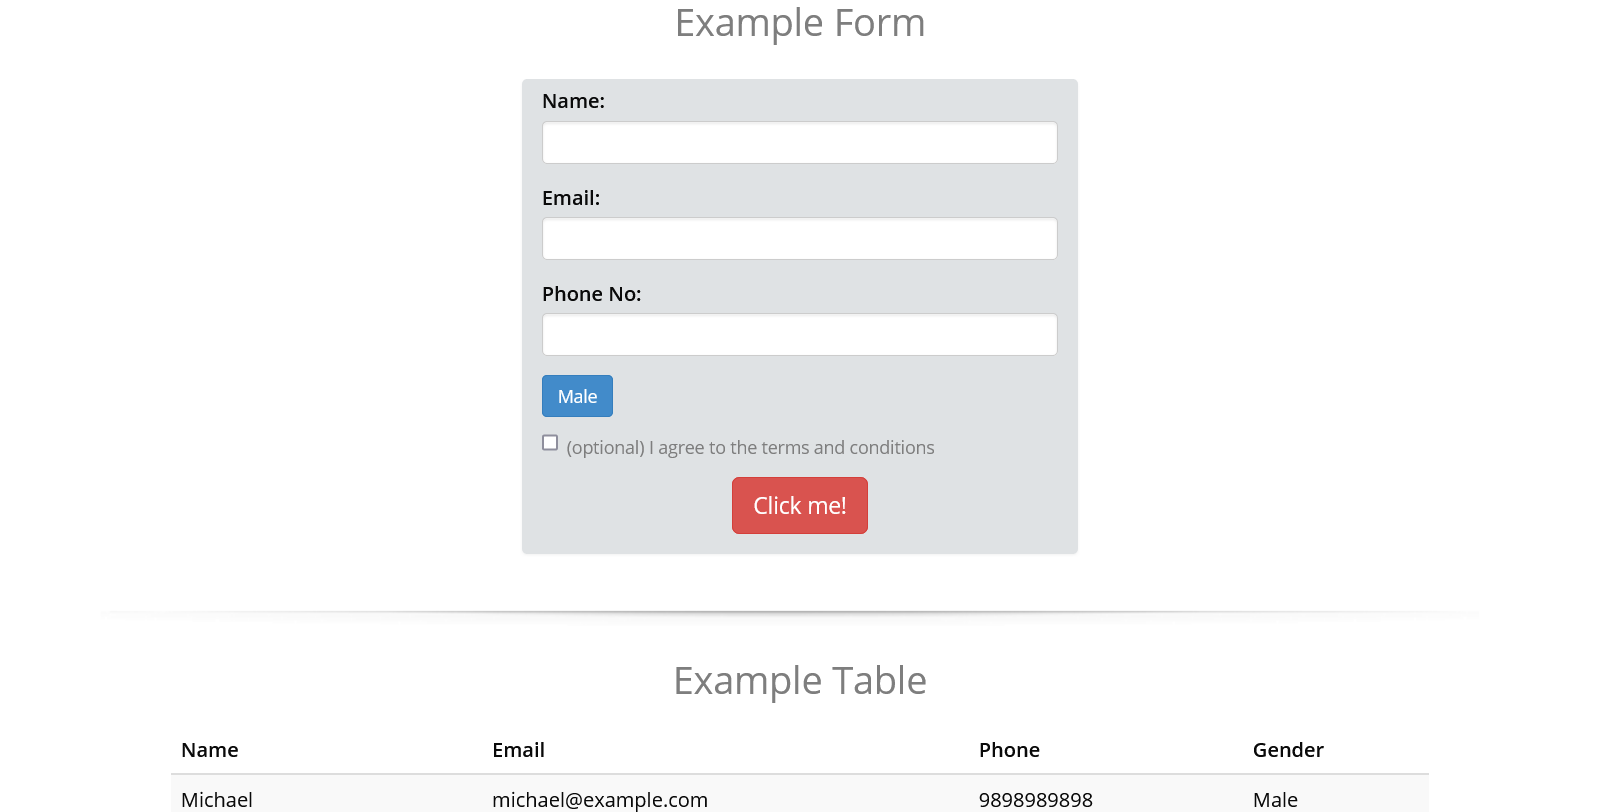 Example Form
Name:
Email:
Phone No:
Male
(optional) I agree to the terms and conditions
Click me!
Example Table
Name Email Phone Gender
Michael michael@example.com 9898989898 Male